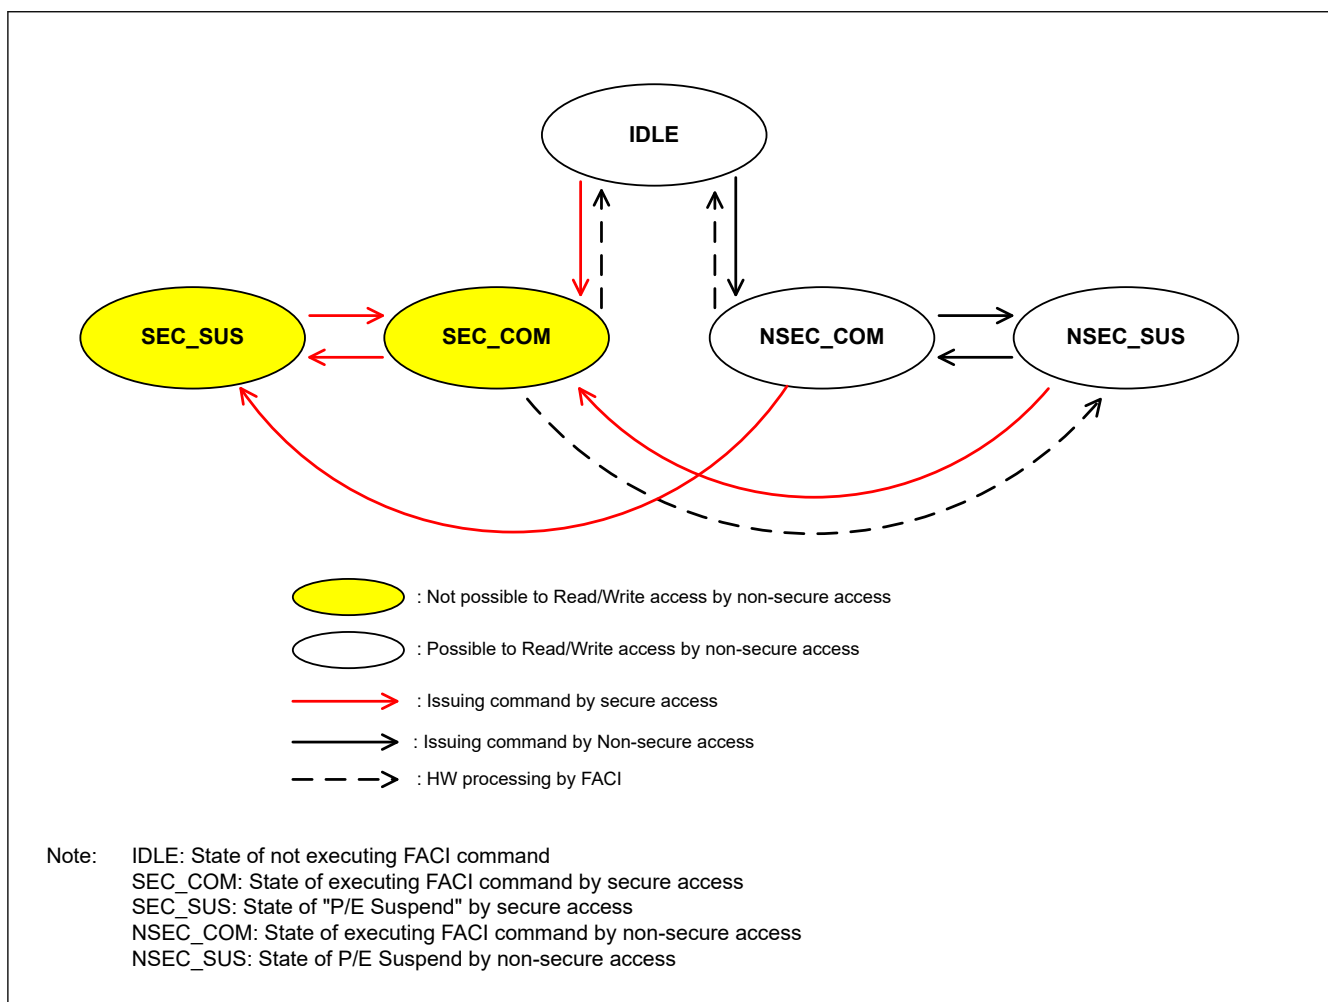 IDLE
SEC_SUS
SEC_COM
NSEC_COM
NSEC_SUS
: Not possible to Read/Write access by non-secure access
: Possible to Read/Write access by non-secure access
: Issuing command by secure access
: Issuing command by Non-secure access
: HW processing by FACI
Note: IDLE: State of not executing FACI command
SEC_COM: State of executing FACI command by secure access
SEC_SUS: State of "P/E Suspend" by secure access
NSEC_COM: State of executing FACI command by non-secure access
NSEC_SUS: State of P/E Suspend by non-secure access